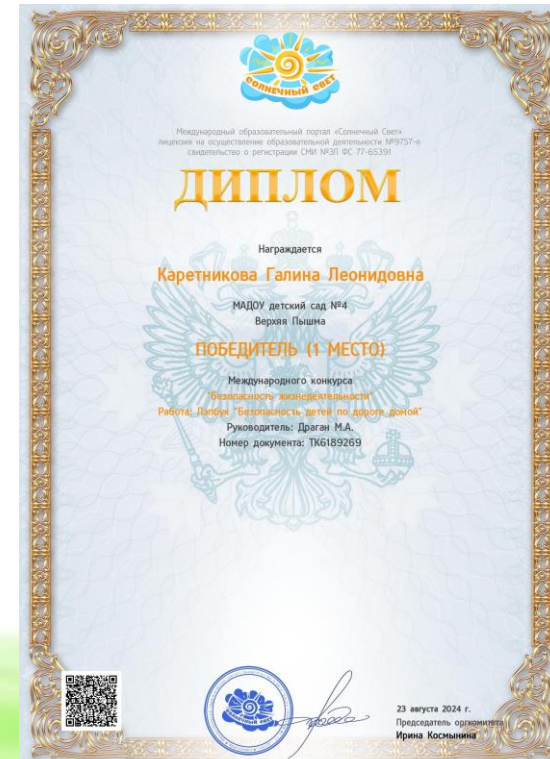 СОЛНЕЧНЫЙ СВЕТ
Международный образовательный портал «Солнечный Свет»
лицензия на осуществление образовательной деятельности №9757-л
свидетельство о регистрации СМИ №ЭЛ ФС 77-65391
ДИПЛОМ
Награждается
Каретникова Галина Леонидовна
МАДОУ детский сад №4
Верхяя Пышма
ПОБЕДИТЕЛЬ (1 МЕСТО)
Международного конкурса
"Безопасность жизнедеятельности"
Работа: Лэпбук "Безопасность детей по дороге домой"
Руководитель: Драган М.А.
Номер документа: ТК6189269
СОЛНЕЧНЫЙ СВЕТ
23 августа 2024 г.
Председатель оргкомитета
Ирина Космынина